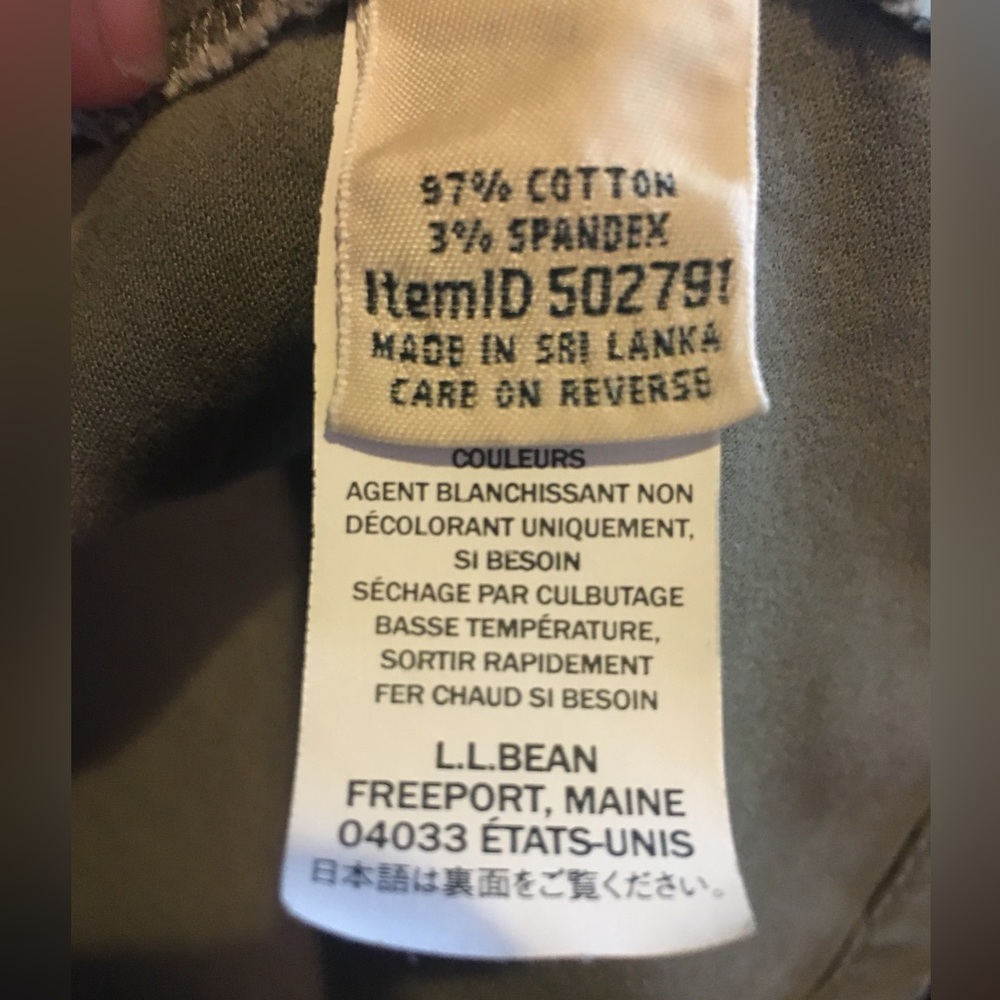 97% COTTON
3% SPANDEX
ItemID 502791
MADE IN SRI LANKA
CARE ON REVERSE
COULEURS
AGENT BLANCHISSANT NON
DÉCOLORANT UNIQUEMENT,
SI BESOIN
SÉCHAGE PAR CULBUTAGE
BASSE TEMPÉRATURE,
SORTIR RAPIDEMENT
FER CHAUD SI BESOIN
L.L.BEAN
FREEPORT, MAINE
04033 ÉTATS-UNIS
日本語は裏面をご覧ください。